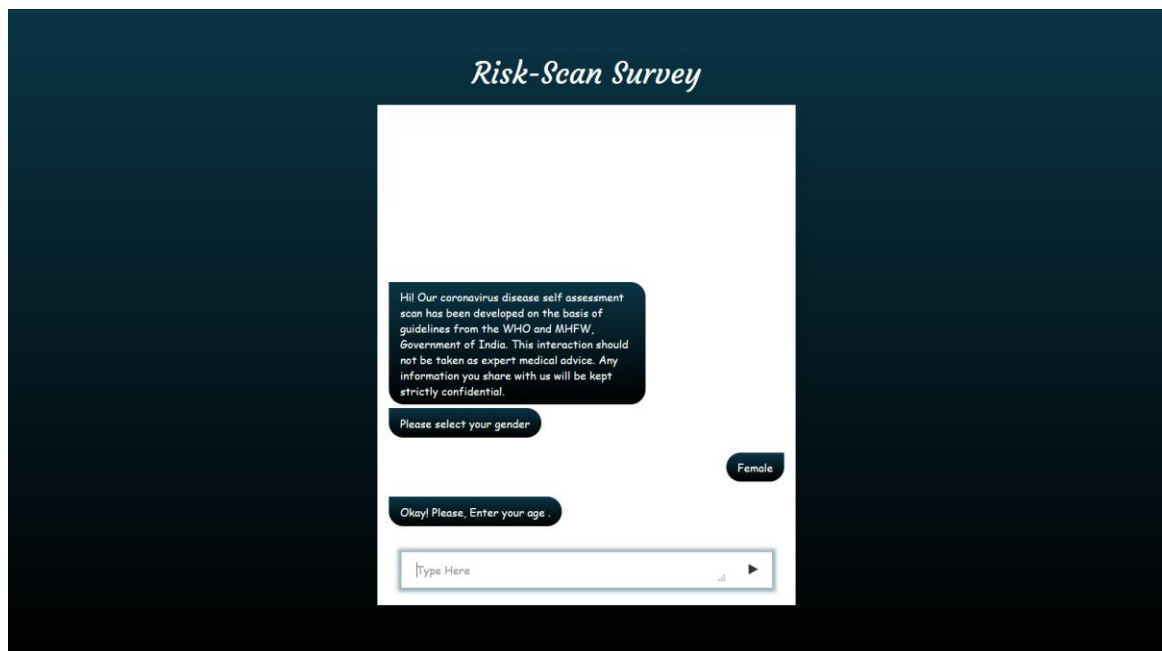 Risk-Scan Survey
Hi! Our coronavirus disease self assessment
scan has been developed on the basis of
guidelines from the WHO and MHFW,
Government of India. This interaction should
not be taken as expert medical advice. Any
information you share with us will be kept
strictly confidential.
Please select your gender
Female
Okay! Please, Enter your age .
Type Here